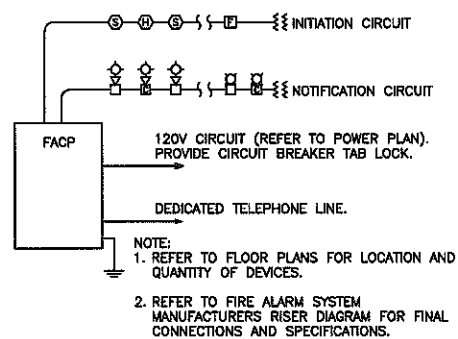 S H S F INITIATION CIRCUIT
C C NOTIFICATION CIRCUIT
FACP
120V CIRCUIT (REFER TO POWER PLAN).
PROVIDE CIRCUIT BREAKER TAB LOCK.
DEDICATED TELEPHONE LINE.
NOTE:
1. REFER TO FLOOR PLANS FOR LOCATION AND
QUANTITY OF DEVICES.
2. REFER TO FIRE ALARM SYSTEM
MANUFACTURERS RISER DIAGRAM FOR FINAL
CONNECTIONS AND SPECIFICATIONS.